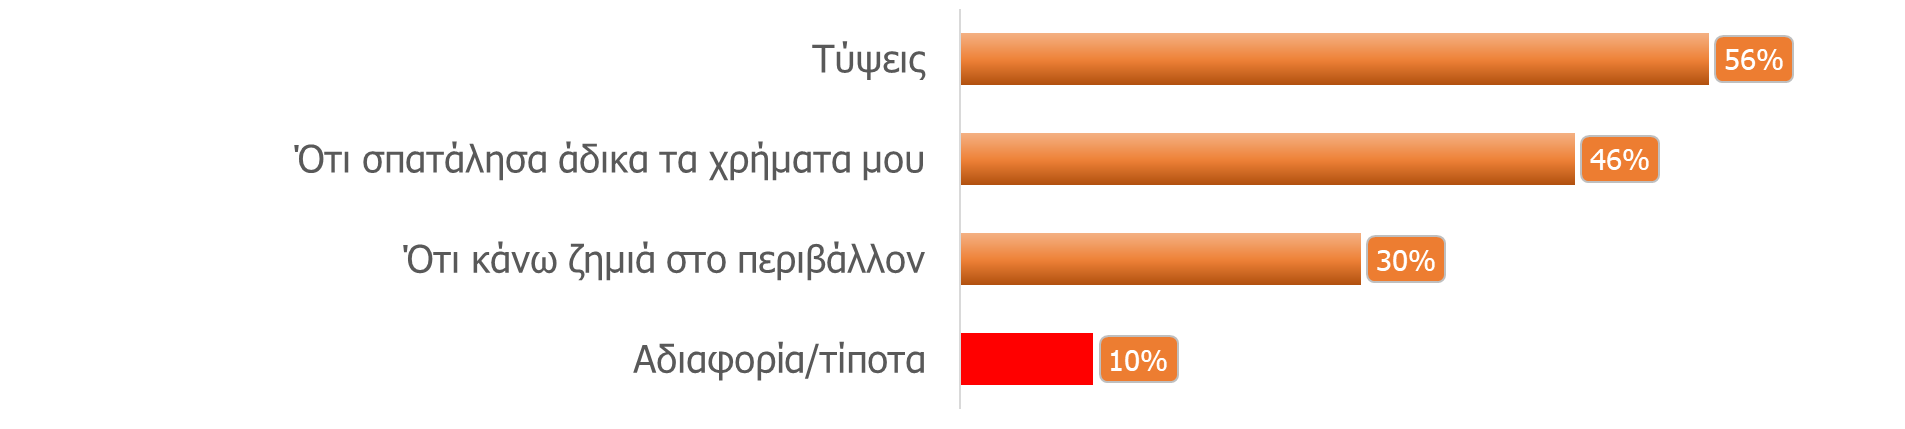 Τύψεις 56%
Ότι σπατάλησα άδικα τα χρήματα μου 46%
Ότι κάνω ζημιά στο περιβάλλον 30%
Αδιαφορία/τίποτα 10%